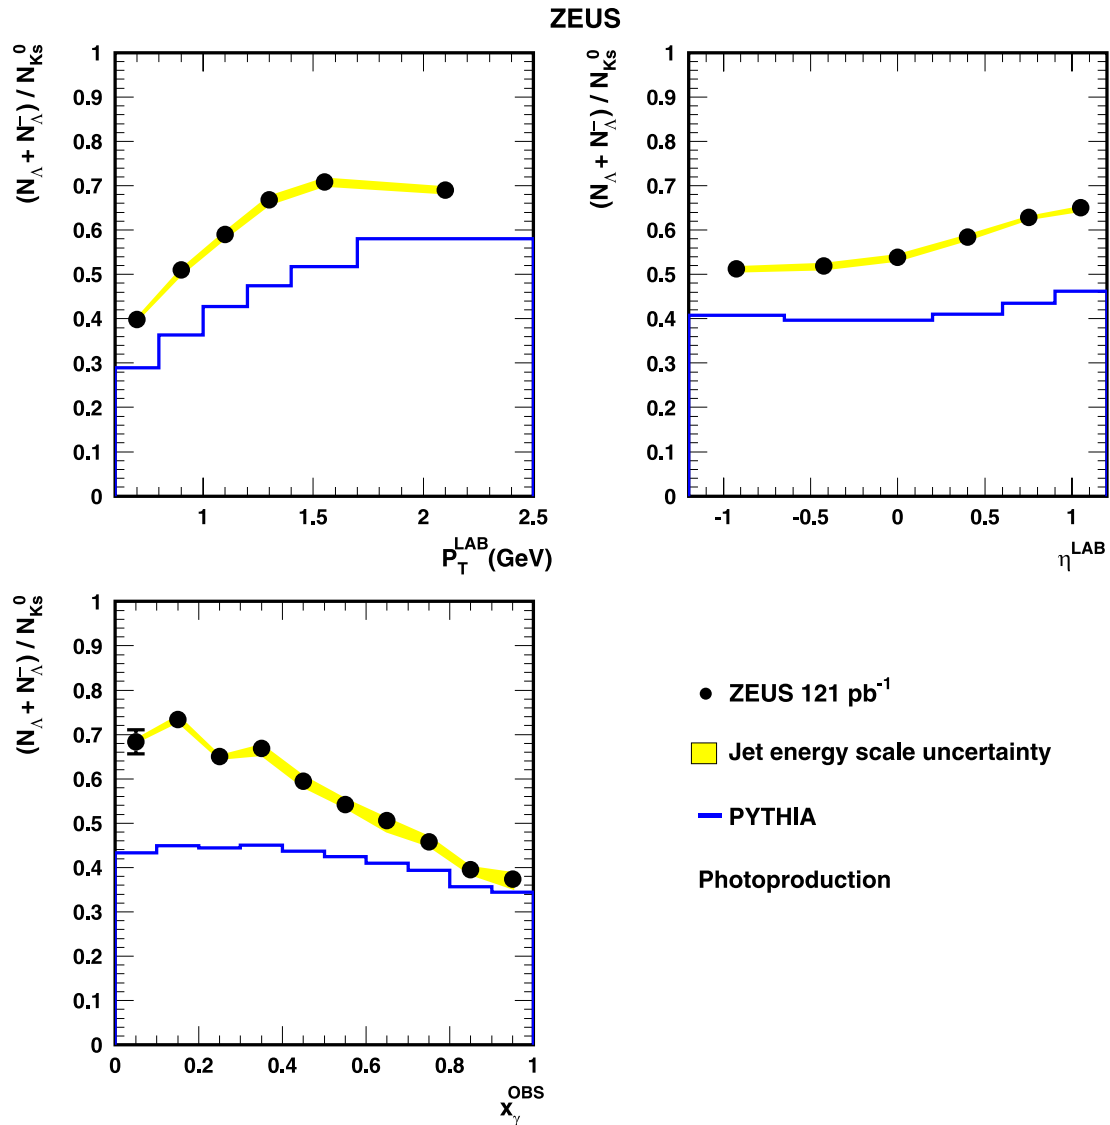 ZEUS
(N_Λ + N_Λ̄) / N_Ks^0
1
0.9
0.8
0.7
0.6
0.5
0.4
0.3
0.2
0.1
0
1 1.5 2 2.5
P_T^LAB (GeV)
(N_Λ + N_Λ̄) / N_Ks^0
1
0.9
0.8
0.7
0.6
0.5
0.4
0.3
0.2
0.1
0
-1 -0.5 0 0.5 1
η^LAB
(N_Λ + N_Λ̄) / N_Ks^0
1
0.9
0.8
0.7
0.6
0.5
0.4
0.3
0.2
0.1
0
0 0.2 0.4 0.6 0.8 1
x_γ^OBS
ZEUS 121 pb^-1
Jet energy scale uncertainty
PYTHIA
Photoproduction